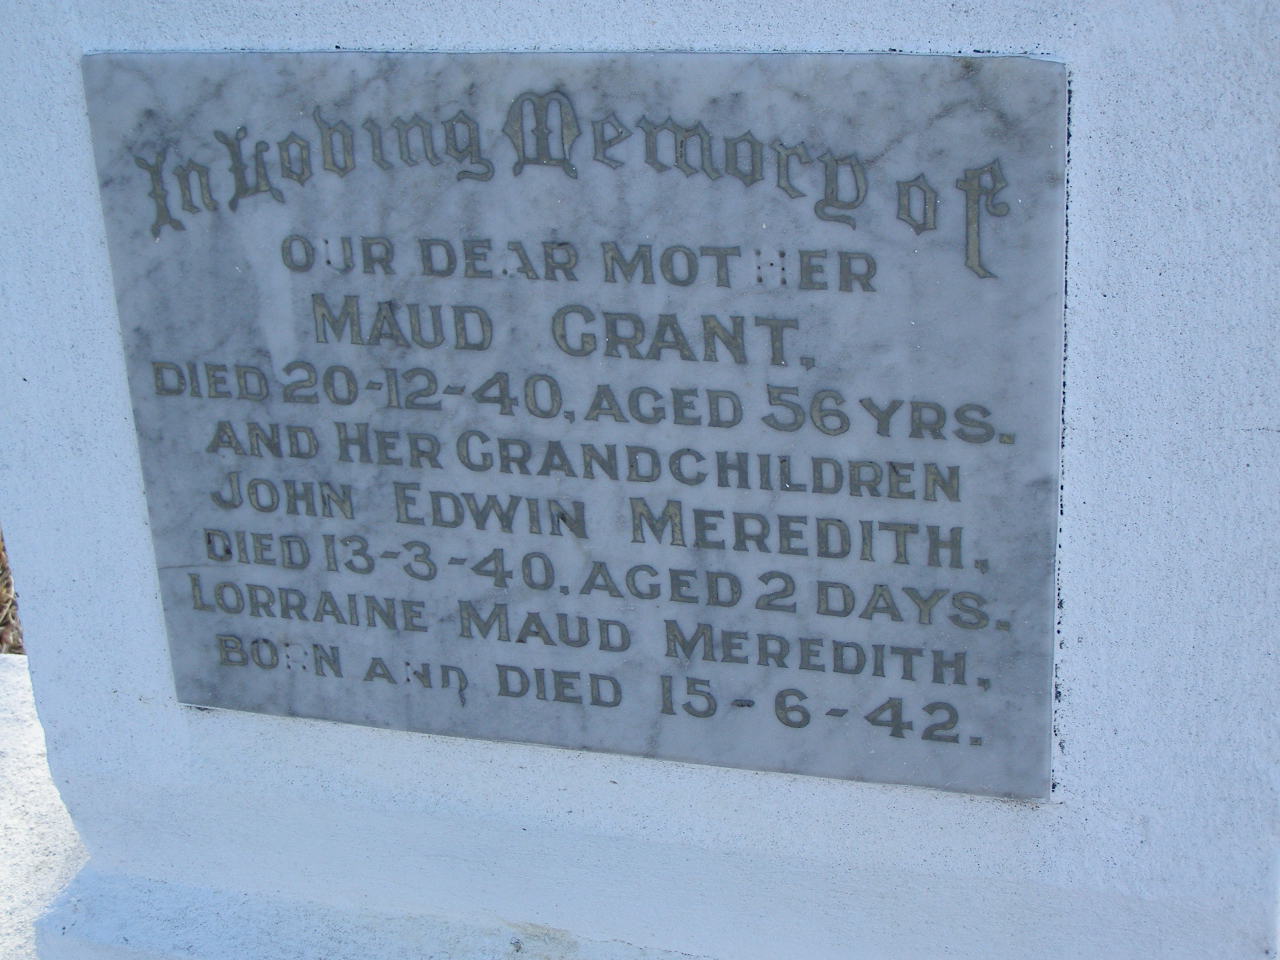 In Loving Memory of
OUR DEAR MOTHER
MAUD GRANT,
DIED 20-12-40, AGED 56 YRS.
AND HER GRANDCHILDREN
JOHN EDWIN MEREDITH,
DIED 13-3-40, AGED 2 DAYS.
LORRAINE MAUD MEREDITH,
BORN AND DIED 15-6-42.